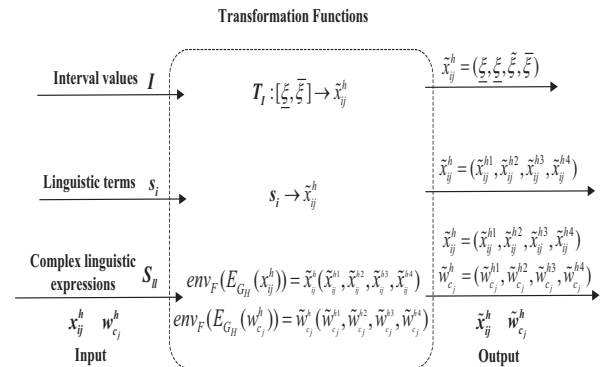 Transformation Functions
Interval values I
T_I : [ξ̲, ξ̅] → x̃_ij^h
x̃_ij^h = (ξ̲, ξ̲, ξ̃, ξ̅)
Linguistic terms s_i
s_i → x̃_ij^h
x̃_ij^h = (x̃_ij^h1, x̃_ij^h2, x̃_ij^h3, x̃_ij^h4)
Complex linguistic
expressions S_ll
env_F(E_G_H(x_ij^h)) = x̃_ij^h(x̃_ij^h1, x̃_ij^h2, x̃_ij^h3, x̃_ij^h4)
env_F(E_G_H(w_c_j^h)) = w̃_c_j^h(w̃_c_j^h1, w̃_c_j^h2, w̃_c_j^h3, w̃_c_j^h4)
x̃_ij^h = (x̃_ij^h1, x̃_ij^h2, x̃_ij^h3, x̃_ij^h4)
w̃_c_j^h = (w̃_c_j^h1, w̃_c_j^h2, w̃_c_j^h3, w̃_c_j^h4)
x_ij^h w_c_j^h
Input
x̃_ij^h w̃_c_j^h
Output